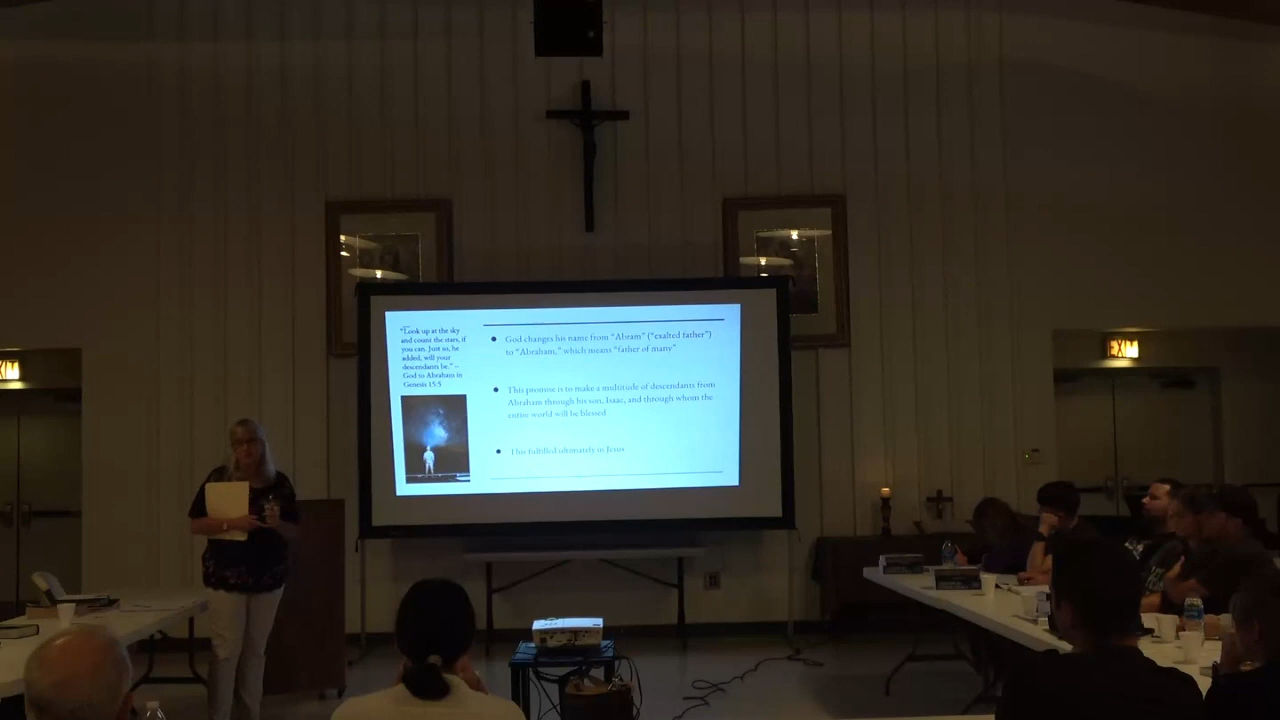 "Look up at the sky
and count the stars, if
you can. Just so, he
added, will your
descendants be." –
God to Abraham in
Genesis 15:5
● God changes his name from "Abram" ("exalted father")
to "Abraham," which means "father of many"
● This promise is to make a multitude of descendants from
Abraham through his son, Isaac, and through whom the
entire world will be blessed
● This fulfilled ultimately in Jesus
EXIT